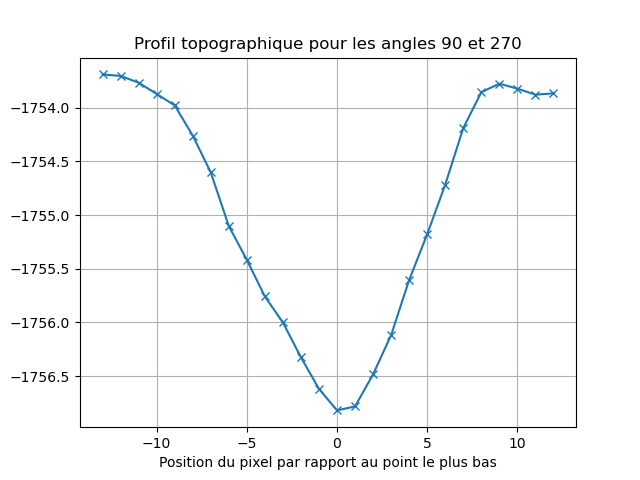 Profil topographique pour les angles 90 et 270
−1754.0
−1754.5
−1755.0
−1755.5
−1756.0
−1756.5
−10 −5 0 5 10
Position du pixel par rapport au point le plus bas